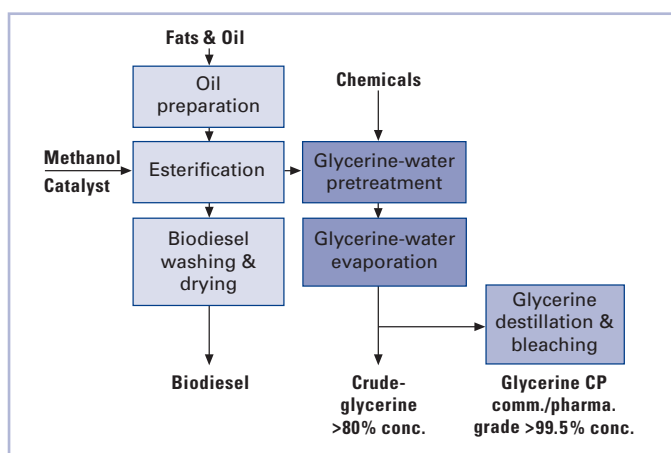 Fats & Oil
Oil
preparation
Chemicals
Methanol
Catalyst
Esterification
Glycerine-water
pretreatment
Biodiesel
washing &
drying
Glycerine-water
evaporation
Glycerine
destillation &
bleaching
Biodiesel
Crude-
glycerine
>80% conc.
Glycerine CP
comm./pharma.
grade >99.5% conc.